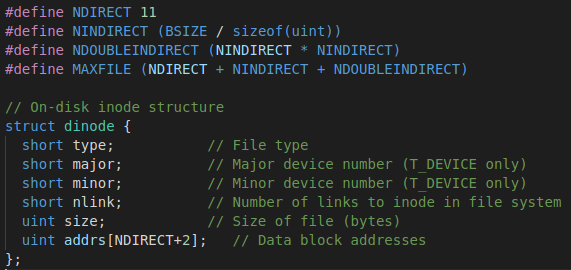 #define NDIRECT 11
#define NINDIRECT (BSIZE / sizeof(uint))
#define NDOUBLEINDIRECT (NINDIRECT * NINDIRECT)
#define MAXFILE (NDIRECT + NINDIRECT + NDOUBLEINDIRECT)

// On-disk inode structure
struct dinode {
  short type;           // File type
  short major;          // Major device number (T_DEVICE only)
  short minor;          // Minor device number (T_DEVICE only)
  short nlink;          // Number of links to inode in file system
  uint size;            // Size of file (bytes)
  uint addrs[NDIRECT+2];   // Data block addresses
};